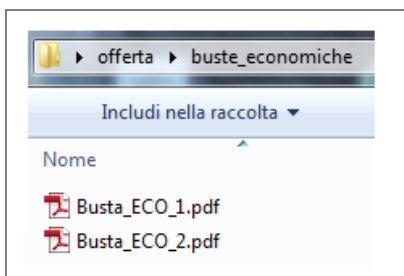 offerta buste_economiche
Includi nella raccolta
Nome
Busta_ECO_1.pdf
Busta_ECO_2.pdf